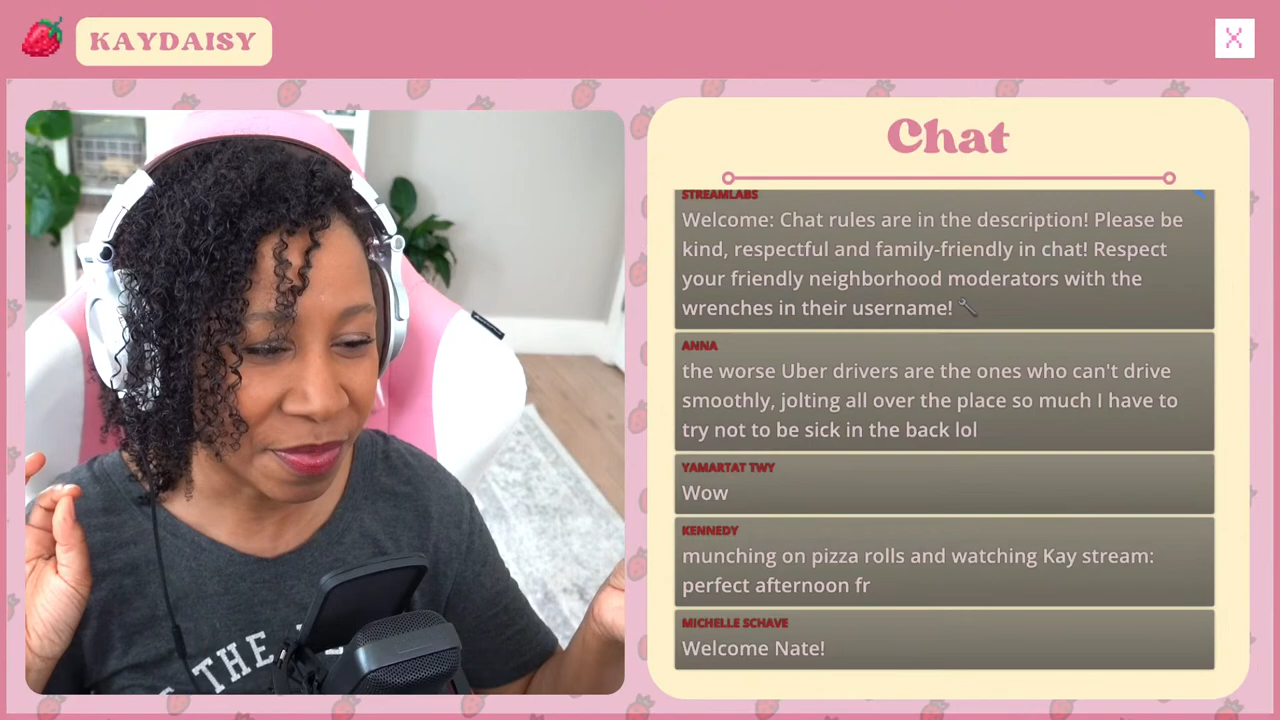 KAYDAISY
Chat
STREAMLABS
Welcome: Chat rules are in the description! Please be
kind, respectful and family-friendly in chat! Respect
your friendly neighborhood moderators with the
wrenches in their username! 🔧
ANNA
the worse Uber drivers are the ones who can't drive
smoothly, jolting all over the place so much I have to
try not to be sick in the back lol
YAMARTAT TWY
Wow
KENNEDY
munching on pizza rolls and watching Kay stream:
perfect afternoon fr
MICHELLE SCHAVE
Welcome Nate!
THE